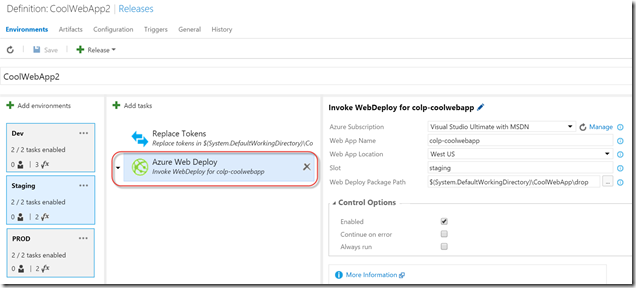 Definition: CoolWebApp2 | Releases
Environments Artifacts Configuration Triggers General History
Save Release
CoolWebApp2
Add environments
Dev ...
2 / 2 tasks enabled
0 | 3 √x
Staging ...
2 / 2 tasks enabled
0 | 2 √x
PROD ...
2 / 2 tasks enabled
0 | 2 √x
Add tasks
Replace Tokens
Replace tokens in $(System.DefaultWorkingDirectory)\Co
Azure Web Deploy
Invoke WebDeploy for colp-coolwebapp
Invoke WebDeploy for colp-coolwebapp
Azure Subscription Visual Studio Ultimate with MSDN Manage
Web App Name colp-coolwebapp
Web App Location West US
Slot staging
Web Deploy Package Path $(System.DefaultWorkingDirectory)\CoolWebApp\drop ...
Control Options
Enabled
Continue on error
Always run
More Information